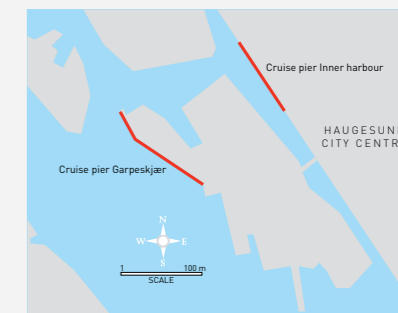 Cruise pier Inner harbour
HAUGESUN
CITY CENTR
Cruise pier Garpeskjær
N
W E
S
1 100 m
SCALE